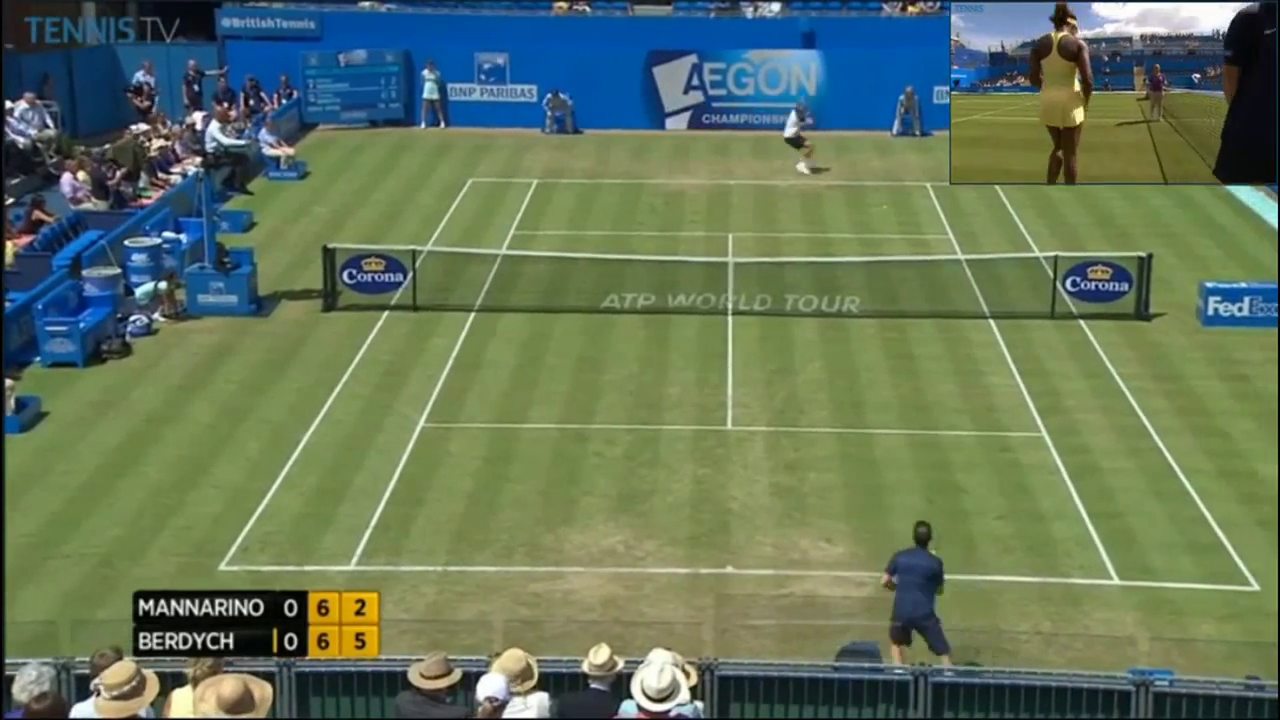 TENNISTV
@BritishTennis
BNP PARIBAS
AEGON
CHAMPIONSH
TENNIS
Corona
Corona
ATP WORLD TOUR
FedEx
MANNARINO 0 6 2
BERDYCH 0 6 5